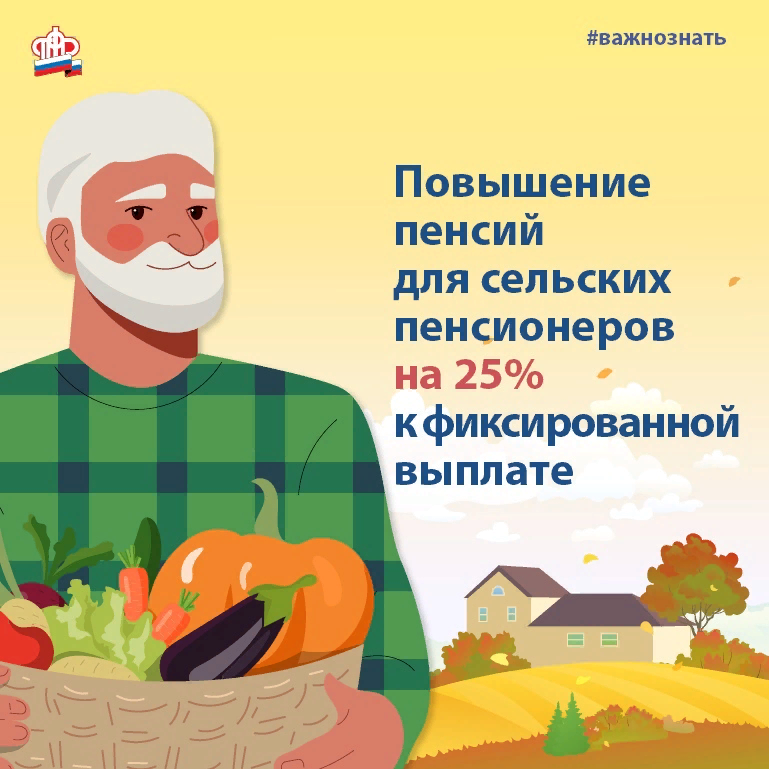 #важнознать
Повышение
пенсий
для сельских
пенсионеров
на 25%
к фиксированной
выплате